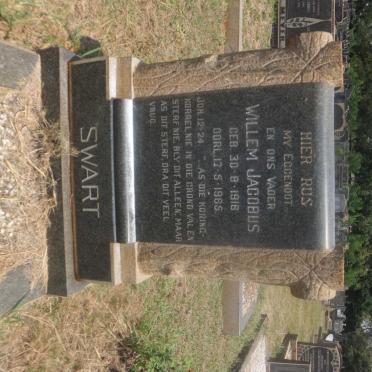 HIER RUS
MY EGGENOOT
EN ONS VADER
WILLEM JACOBUS
GEB. 30-8-1918
OORL. 17-5-1965.
JOH. 12-24 "AS DIE KORING-
KORREL NIE IN DIE GROND VAL EN
STERF NIE, BLY DIT ALLEEN, MAAR
AS DIT STERF, DRA DIT VEEL
VRUG.
SWART